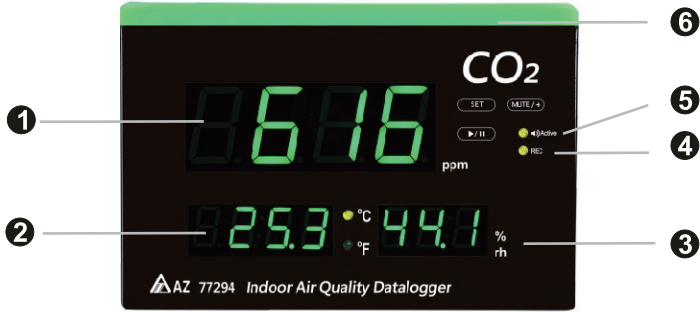 6
CO2
616
SET MUTE/+
1
▶/II Active
5
REC
4
ppm
25.3 °C 44.1
2
°F % rh
3
AZ 77294 Indoor Air Quality Datalogger